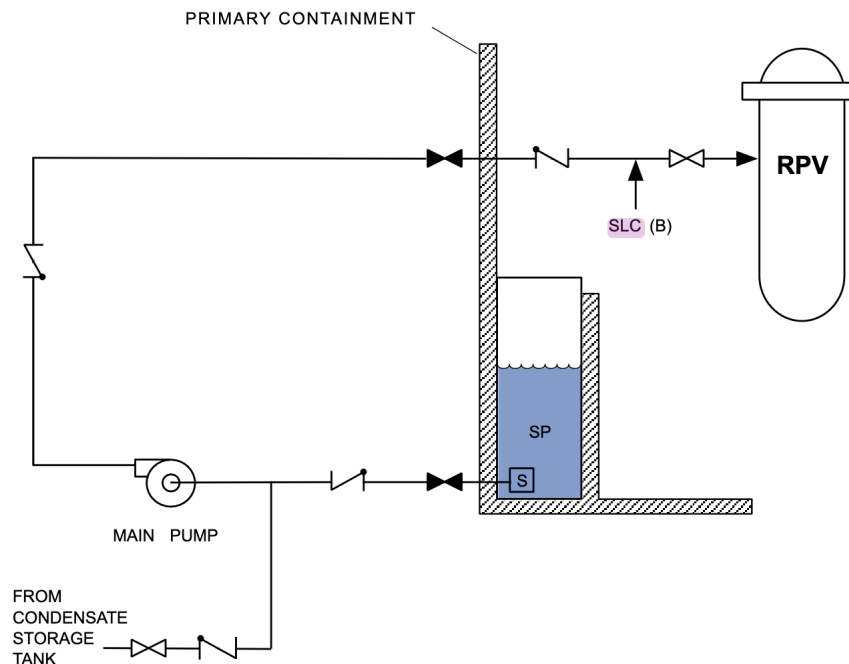 PRIMARY CONTAINMENT
RPV
SLC (B)
SP
S
MAIN PUMP
FROM
CONDENSATE
STORAGE
TANK